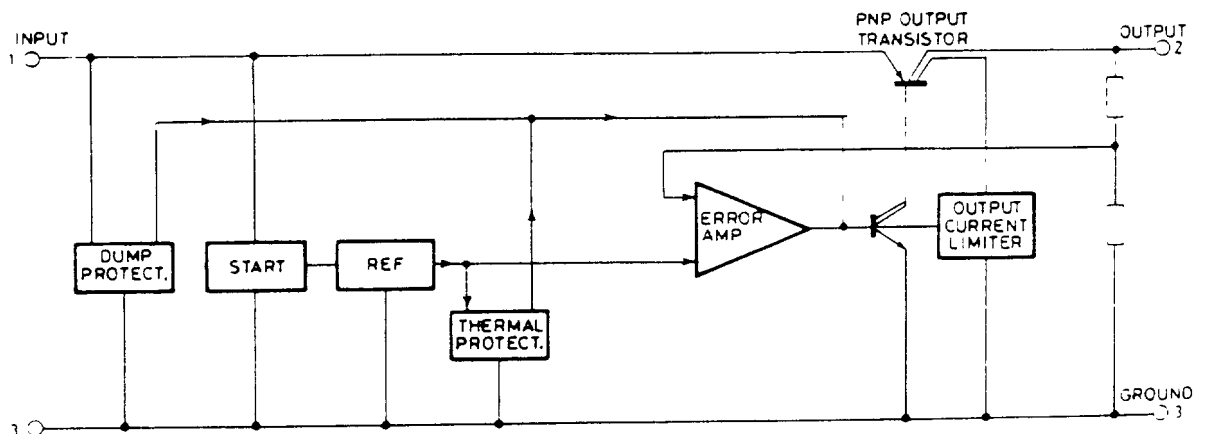 PNP OUTPUT
TRANSISTOR
INPUT
1
OUTPUT
2
DUMP
PROTECT.
START
REF
THERMAL
PROTECT.
ERROR
AMP
OUTPUT
CURRENT
LIMITER
GROUND
3
3